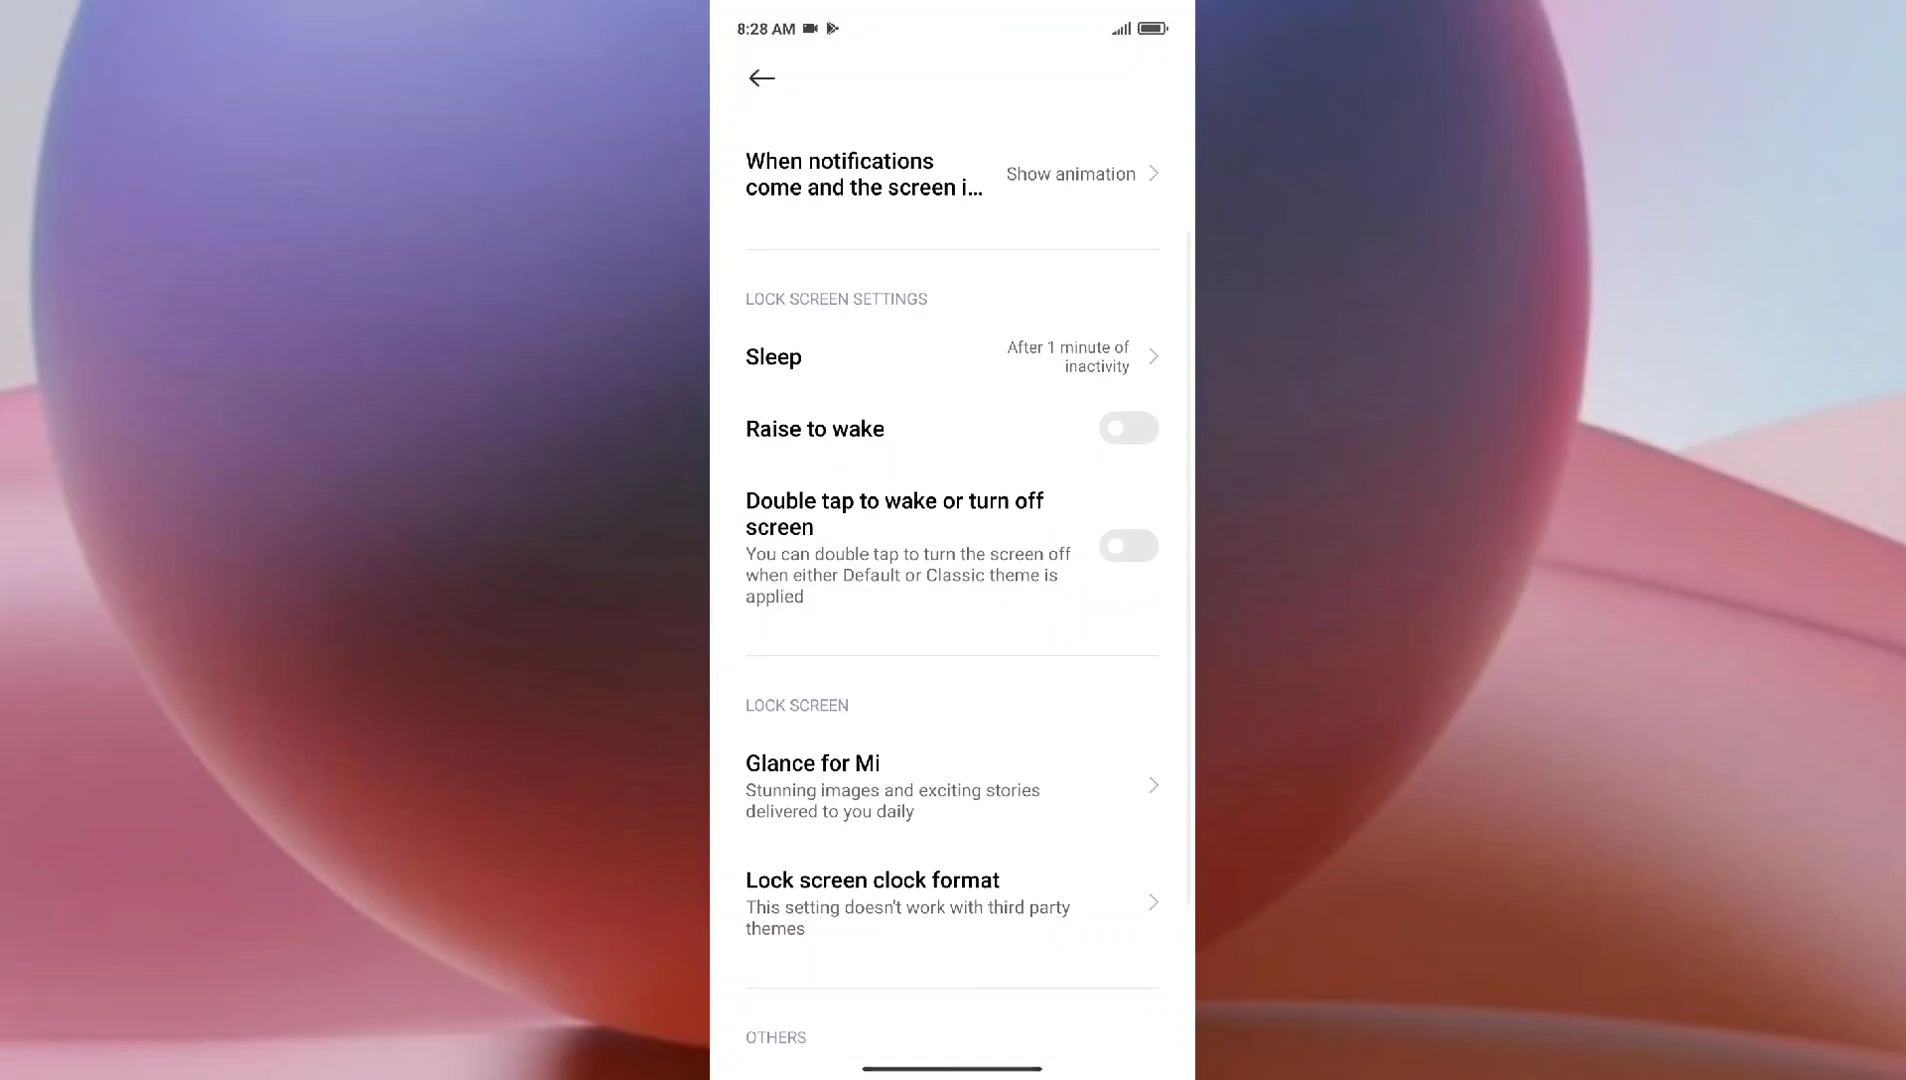 8:28 AM
When notifications
come and the screen i...
Show animation
LOCK SCREEN SETTINGS
Sleep
After 1 minute of
inactivity
Raise to wake
Double tap to wake or turn off
screen
You can double tap to turn the screen off
when either Default or Classic theme is
applied
LOCK SCREEN
Glance for Mi
Stunning images and exciting stories
delivered to you daily
Lock screen clock format
This setting doesn't work with third party
themes
OTHERS